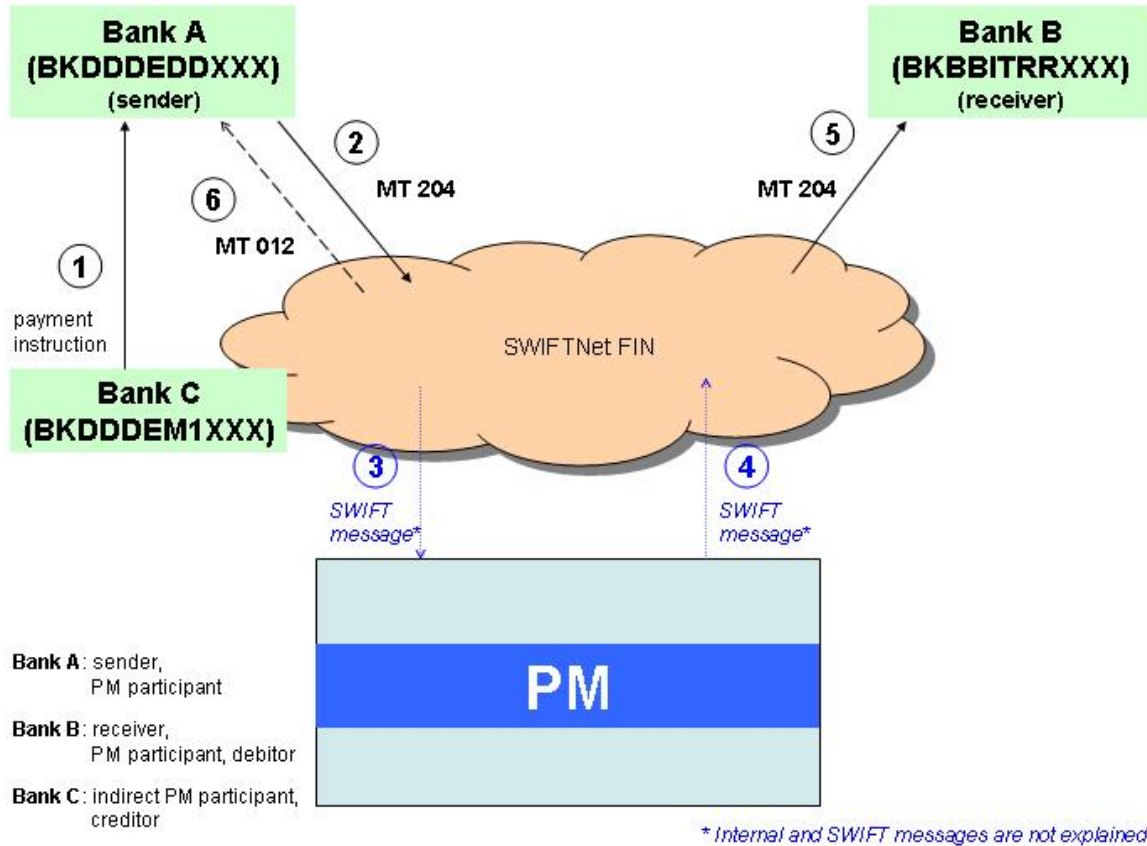 Bank A
(BKDDDEDDXXX)
(sender)
Bank B
(BKBBITRRXXX)
(receiver)
2
MT 204
5
MT 204
6
MT 012
1
payment
instruction
SWIFTNet FIN
Bank C
(BKDDDEM1XXX)
3
SWIFT
message*
4
SWIFT
message*
PM
Bank A: sender,
PM participant
Bank B: receiver,
PM participant, debitor
Bank C: indirect PM participant,
creditor
* Internal and SWIFT messages are not explained